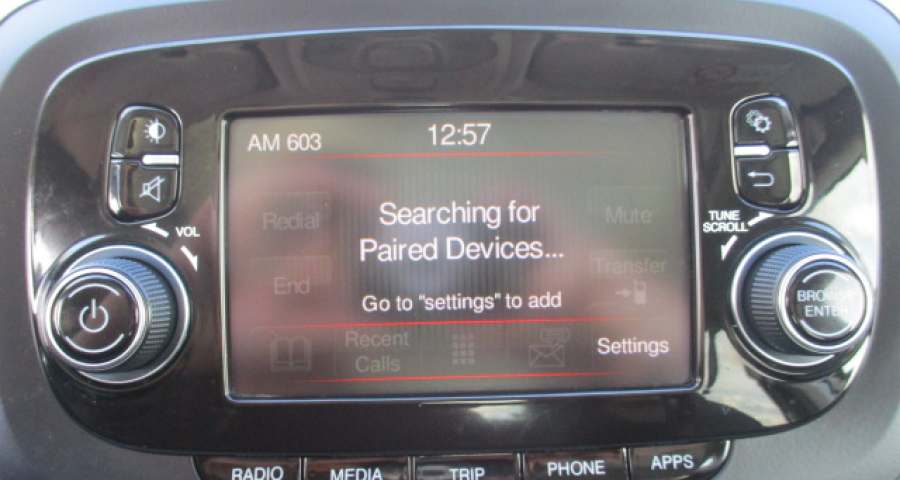 AM 603
12:57
VOL
TUNE
SCROLL
Redial
Searching for
Paired Devices...
Mute
End
Transfer
Go to "settings" to add
BROWSE
ENTER
Recent
Calls
Settings
RADIO
MEDIA
TRIP
PHONE
APPS